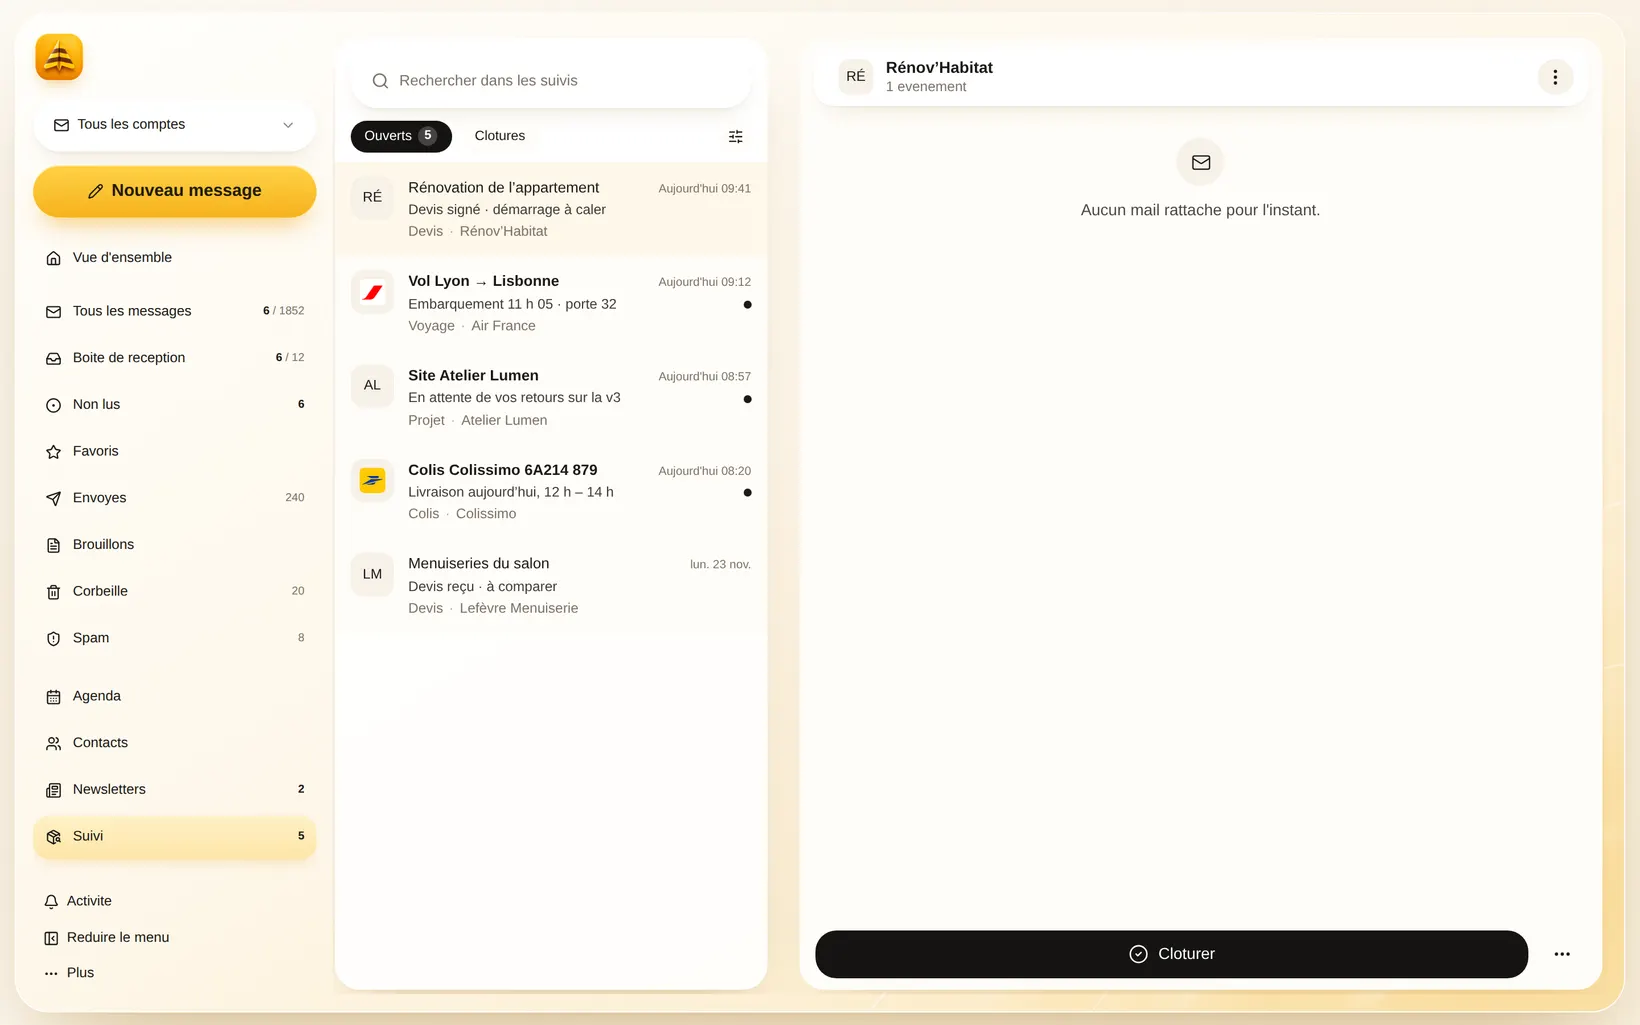 Tous les comptes
Nouveau message
Vue d'ensemble
Tous les messages 6 / 1852
Boite de reception 6 / 12
Non lus 6
Favoris
Envoyes 240
Brouillons
Corbeille 20
Spam 8
Agenda
Contacts
Newsletters 2
Suivi 5
Activite
Reduire le menu
Plus
Rechercher dans les suivis
Ouverts 5 Clotures
RÉ
Rénovation de l’appartement Aujourd'hui 09:41
Devis signé · démarrage à caler
Devis · Rénov’Habitat
Vol Lyon → Lisbonne Aujourd'hui 09:12
Embarquement 11 h 05 · porte 32
Voyage · Air France
AL
Site Atelier Lumen Aujourd'hui 08:57
En attente de vos retours sur la v3
Projet · Atelier Lumen
Colis Colissimo 6A214 879 Aujourd'hui 08:20
Livraison aujourd’hui, 12 h – 14 h
Colis · Colissimo
LM
Menuiseries du salon lun. 23 nov.
Devis reçu · à comparer
Devis · Lefèvre Menuiserie
RÉ
Rénov’Habitat
1 evenement
Aucun mail rattache pour l'instant.
Cloturer